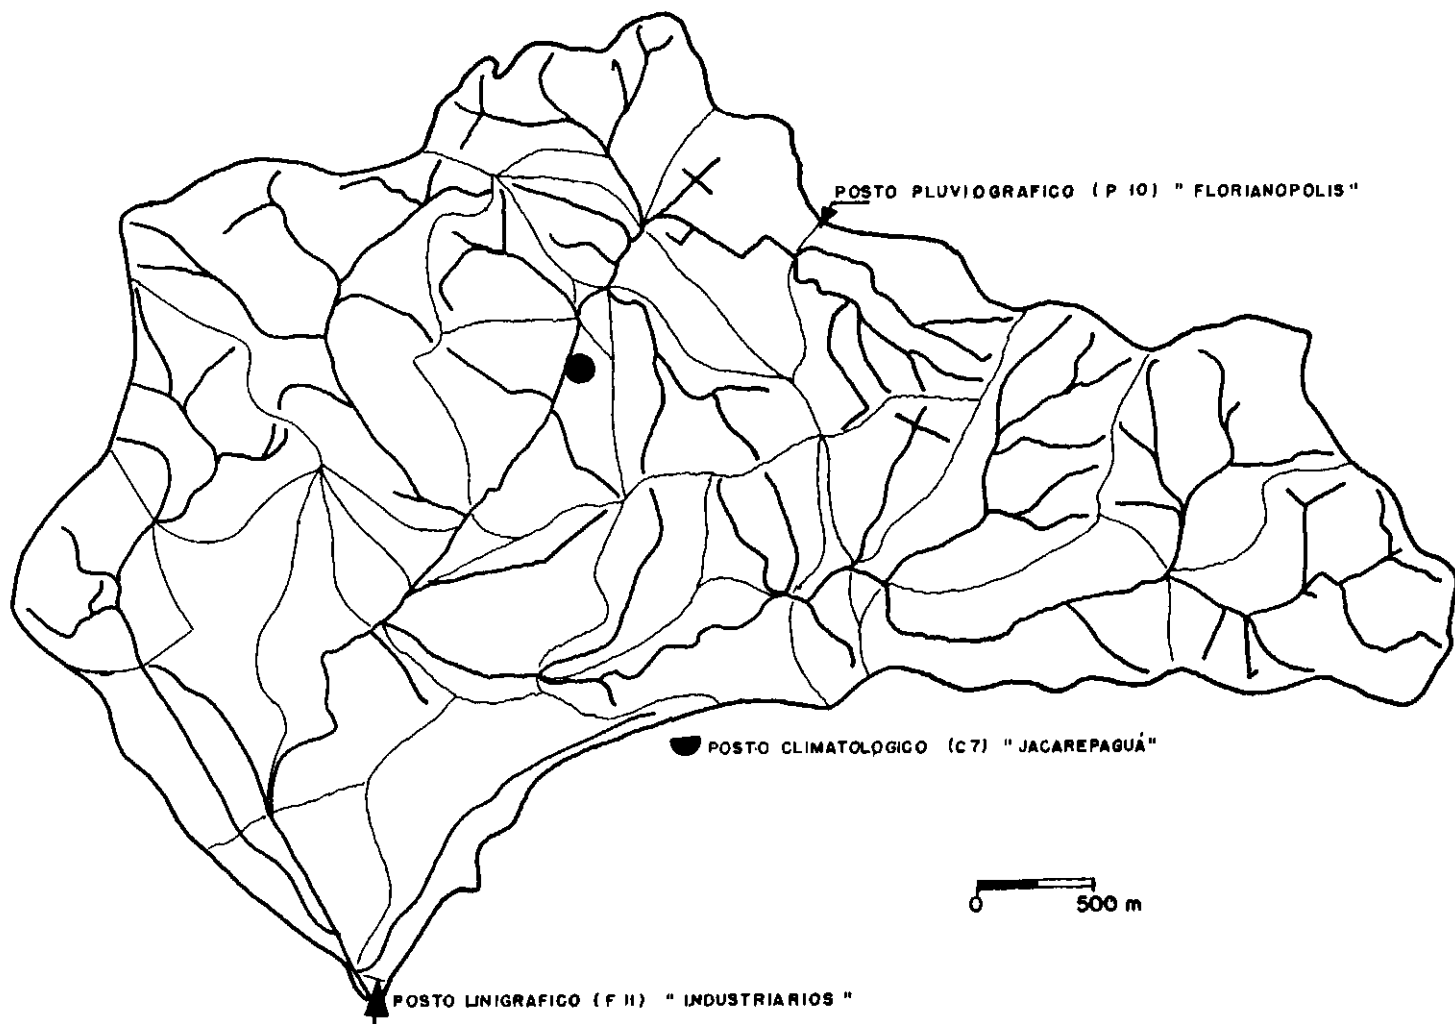 POSTO PLUVIOGRAFICO (P 10) "FLORIANOPOLIS"
POSTO CLIMATOLOGICO (C7) "JACAREPAGUÁ"
0 500 m
POSTO LINIGRAFICO (F 11) "INDUSTRIARIOS"